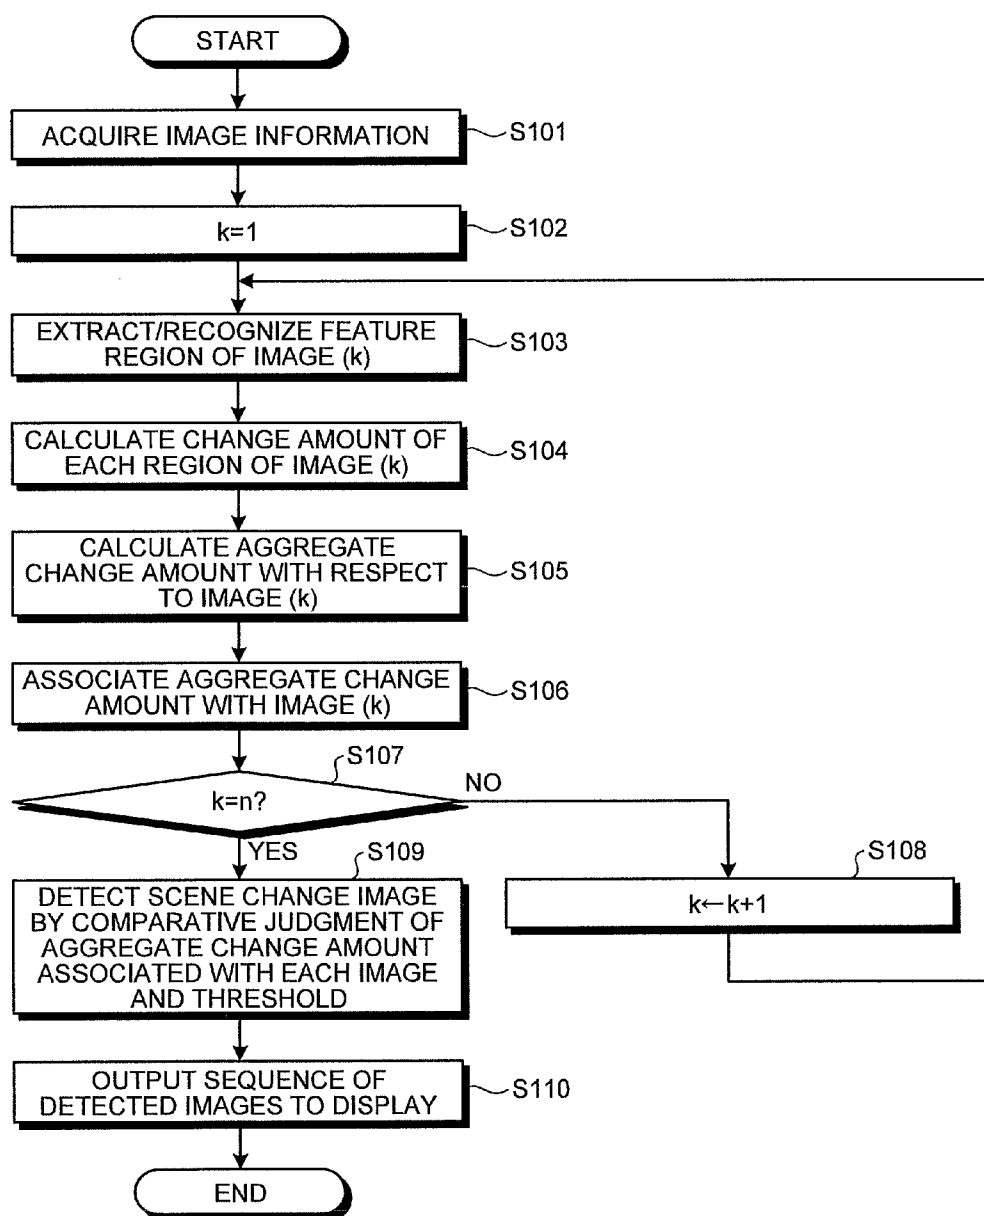 START
ACQUIRE IMAGE INFORMATION
S101
k=1
S102
EXTRACT/RECOGNIZE FEATURE
REGION OF IMAGE (k)
S103
CALCULATE CHANGE AMOUNT OF
EACH REGION OF IMAGE (k)
S104
CALCULATE AGGREGATE
CHANGE AMOUNT WITH RESPECT
TO IMAGE (k)
S105
ASSOCIATE AGGREGATE CHANGE
AMOUNT WITH IMAGE (k)
S106
S107
k=n?
NO
YES
S108
k←k+1
S109
DETECT SCENE CHANGE IMAGE
BY COMPARATIVE JUDGMENT OF
AGGREGATE CHANGE AMOUNT
ASSOCIATED WITH EACH IMAGE
AND THRESHOLD
OUTPUT SEQUENCE OF
DETECTED IMAGES TO DISPLAY
S110
END